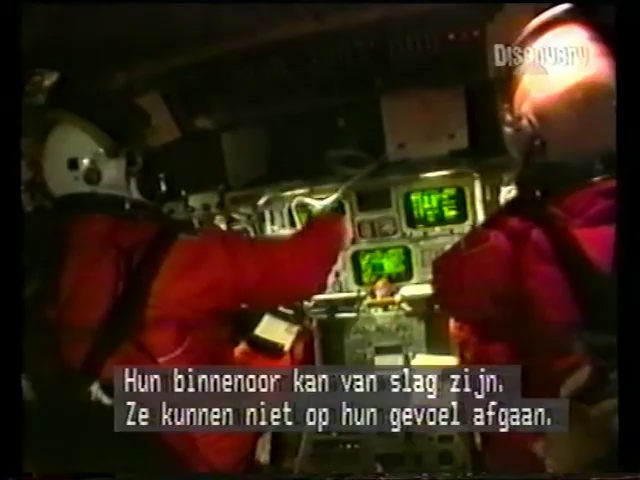 Discovery
Hun binnenoor kan van slag zijn.
Ze kunnen niet op hun gevoel afgaan.